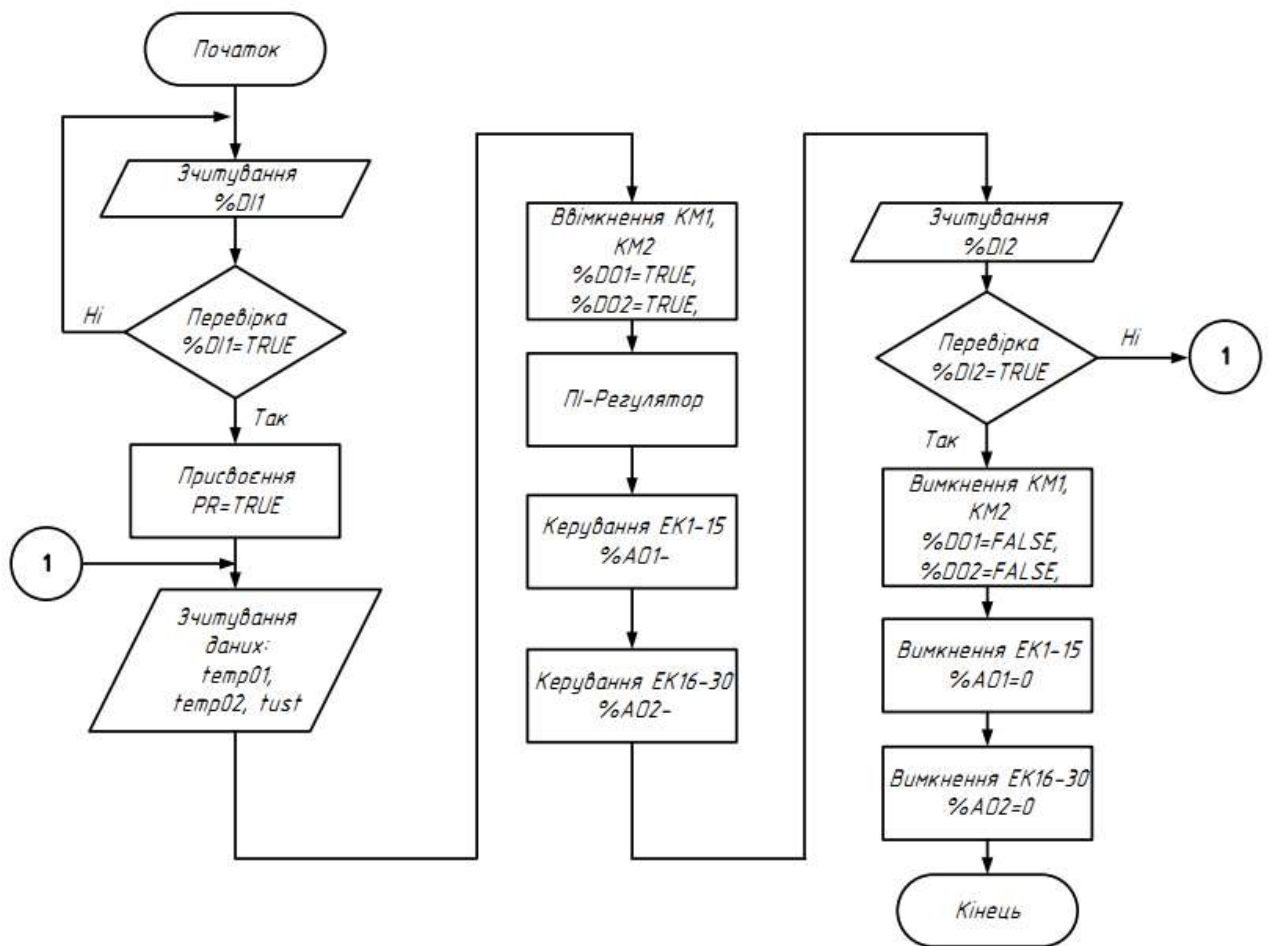 Початок
Зчитування
%DI1
Ні
Перевірка
%DI1=TRUE
Так
Присвоєння
PR=TRUE
1
Зчитування
даних:
temp01,
temp02, tust
Ввімкнення КМ1,
КМ2
%DO1=TRUE,
%DO2=TRUE,
ПІ-Регулятор
Керування ЕК1-15
%AO1-
Керування ЕК16-30
%AO2-
Зчитування
%DI2
Перевірка
%DI2=TRUE
Ні
1
Так
Вимкнення КМ1,
КМ2
%DO1=FALSE,
%DO2=FALSE,
Вимкнення ЕК1-15
%AO1=0
Вимкнення ЕК16-30
%AO2=0
Кінець